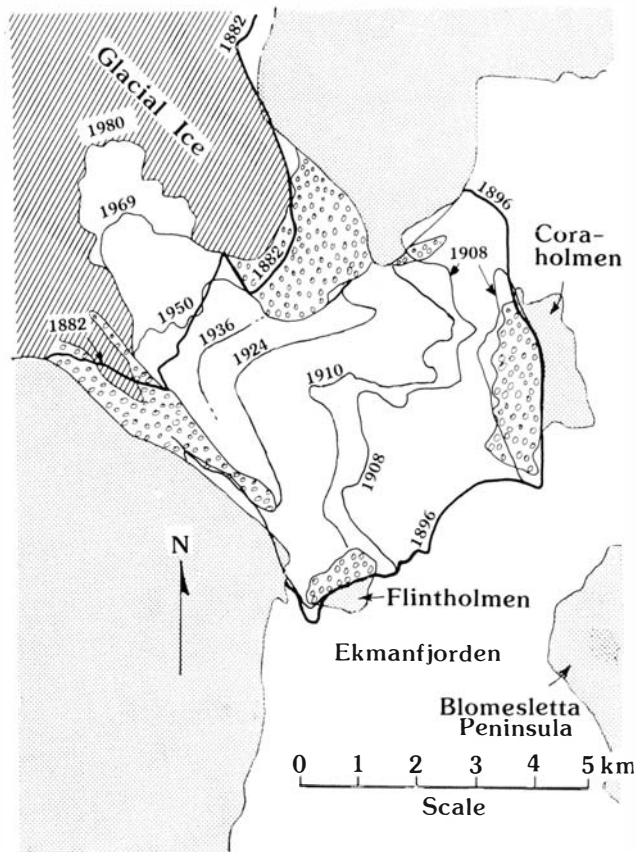 1882
Glacial Ice
1980
1969
1896
1908
Cora-
holmen
1882
1950
1882
1936
1924
1910
1908
1896
N
Flintholmen
Ekmanfjorden
Blomesletta
Peninsula
0 1 2 3 4 5 km
Scale